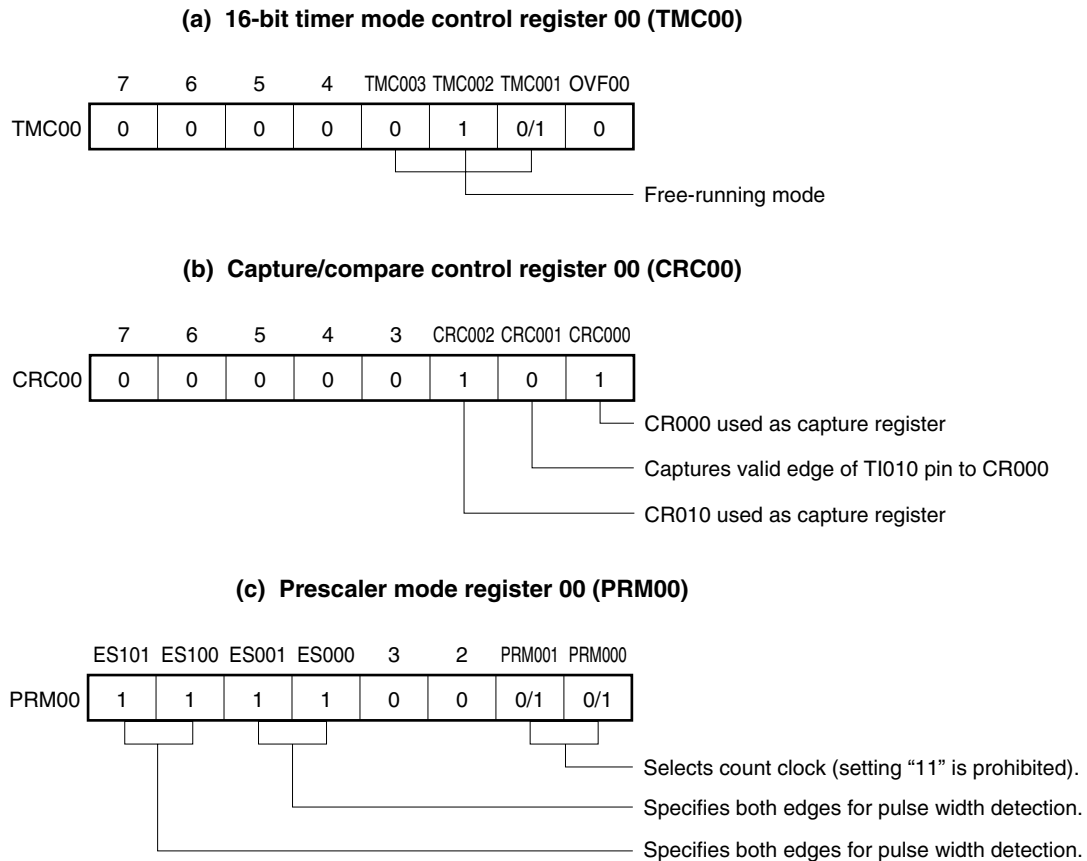 (a) 16-bit timer mode control register 00 (TMC00)
7 6 5 4 TMC003 TMC002 TMC001 OVF00
TMC00 0 0 0 0 0 1 0/1 0
Free-running mode
(b) Capture/compare control register 00 (CRC00)
7 6 5 4 3 CRC002 CRC001 CRC000
CRC00 0 0 0 0 0 1 0 1
CR000 used as capture register
Captures valid edge of TI010 pin to CR000
CR010 used as capture register
(c) Prescaler mode register 00 (PRM00)
ES101 ES100 ES001 ES000 3 2 PRM001 PRM000
PRM00 1 1 1 1 0 0 0/1 0/1
Selects count clock (setting “11” is prohibited).
Specifies both edges for pulse width detection.
Specifies both edges for pulse width detection.